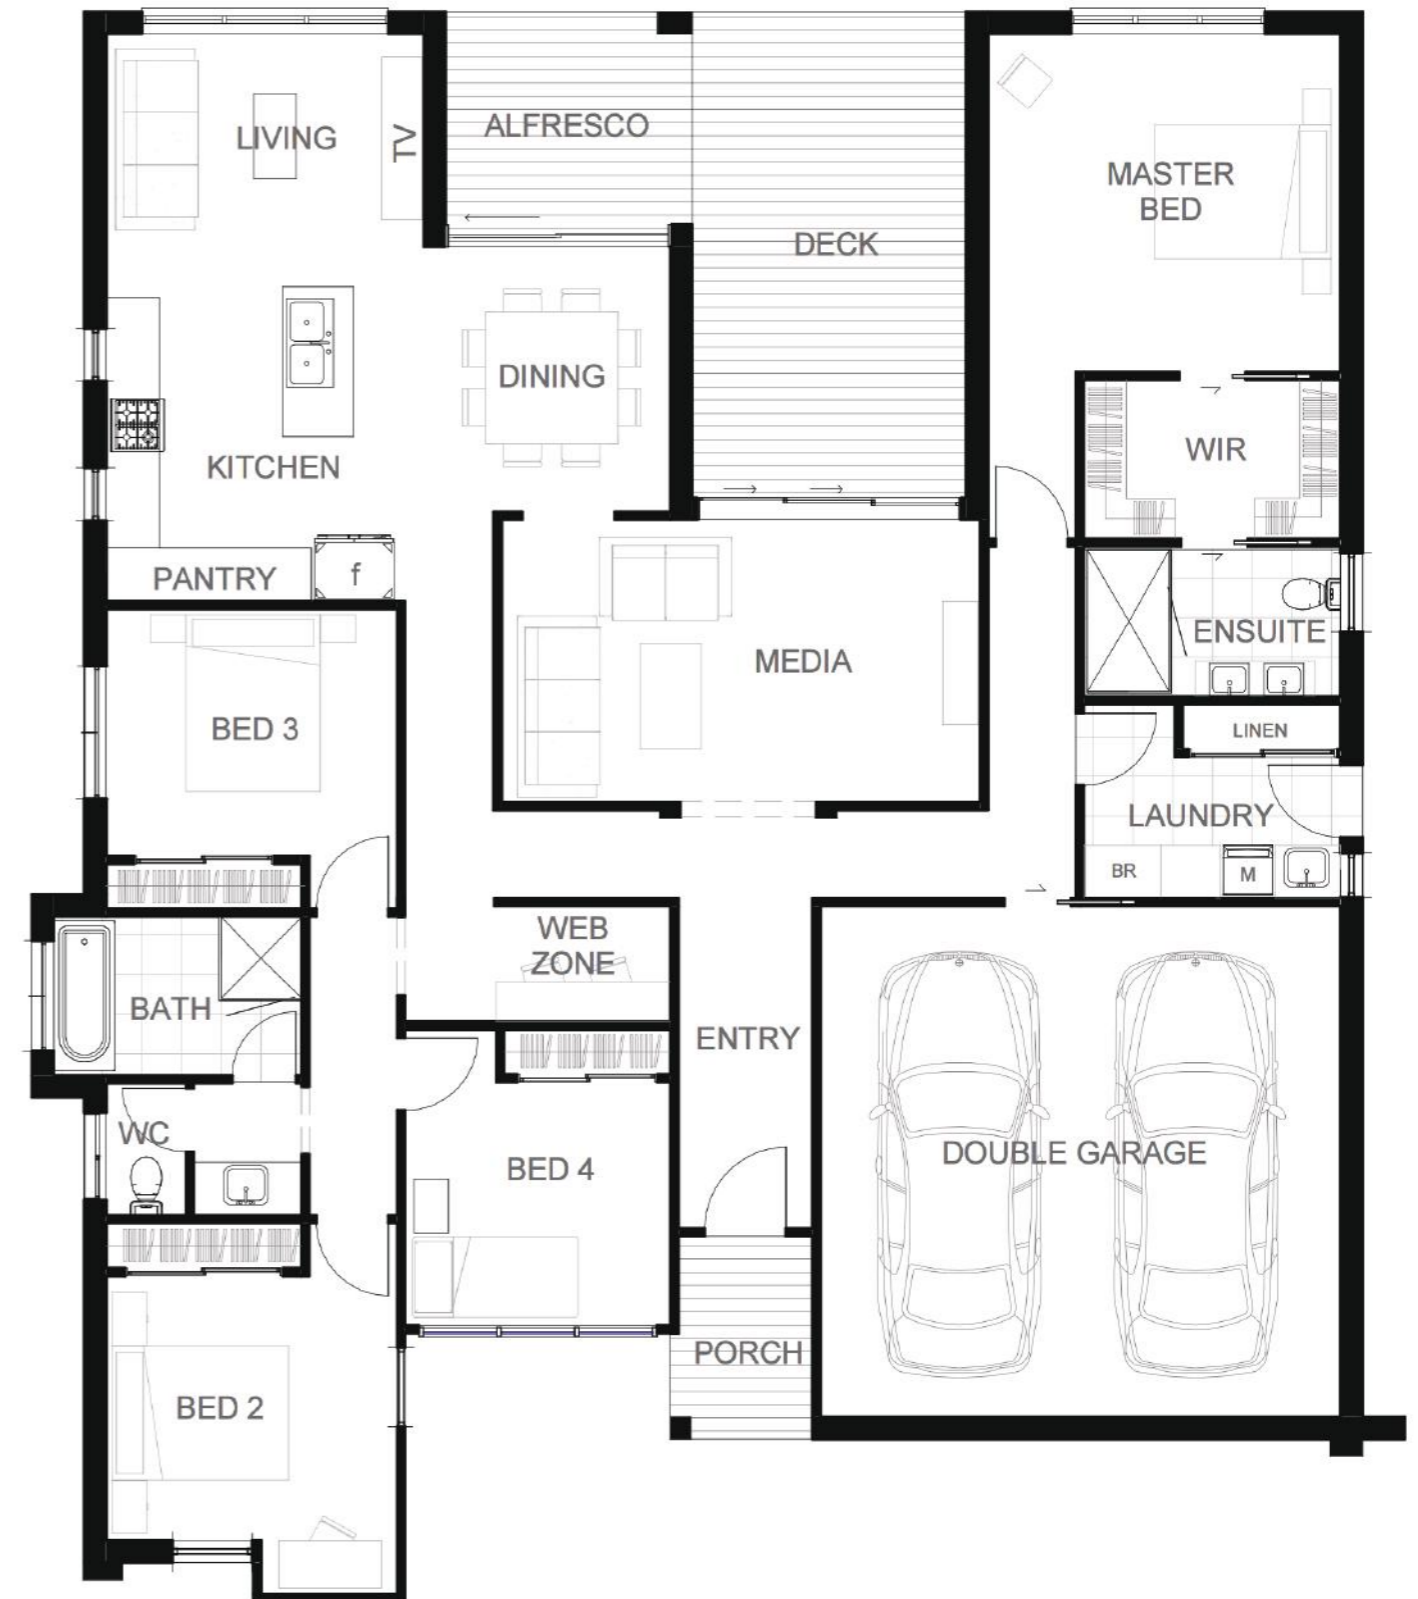 LIVING
TV
ALFRESCO
DECK
MASTER
BED
DINING
KITCHEN
WIR
PANTRY
f
ENSUITE
MEDIA
BED 3
LINEN
LAUNDRY
BR
M
WEB
ZONE
BATH
ENTRY
WC
BED 4
DOUBLE GARAGE
PORCH
BED 2